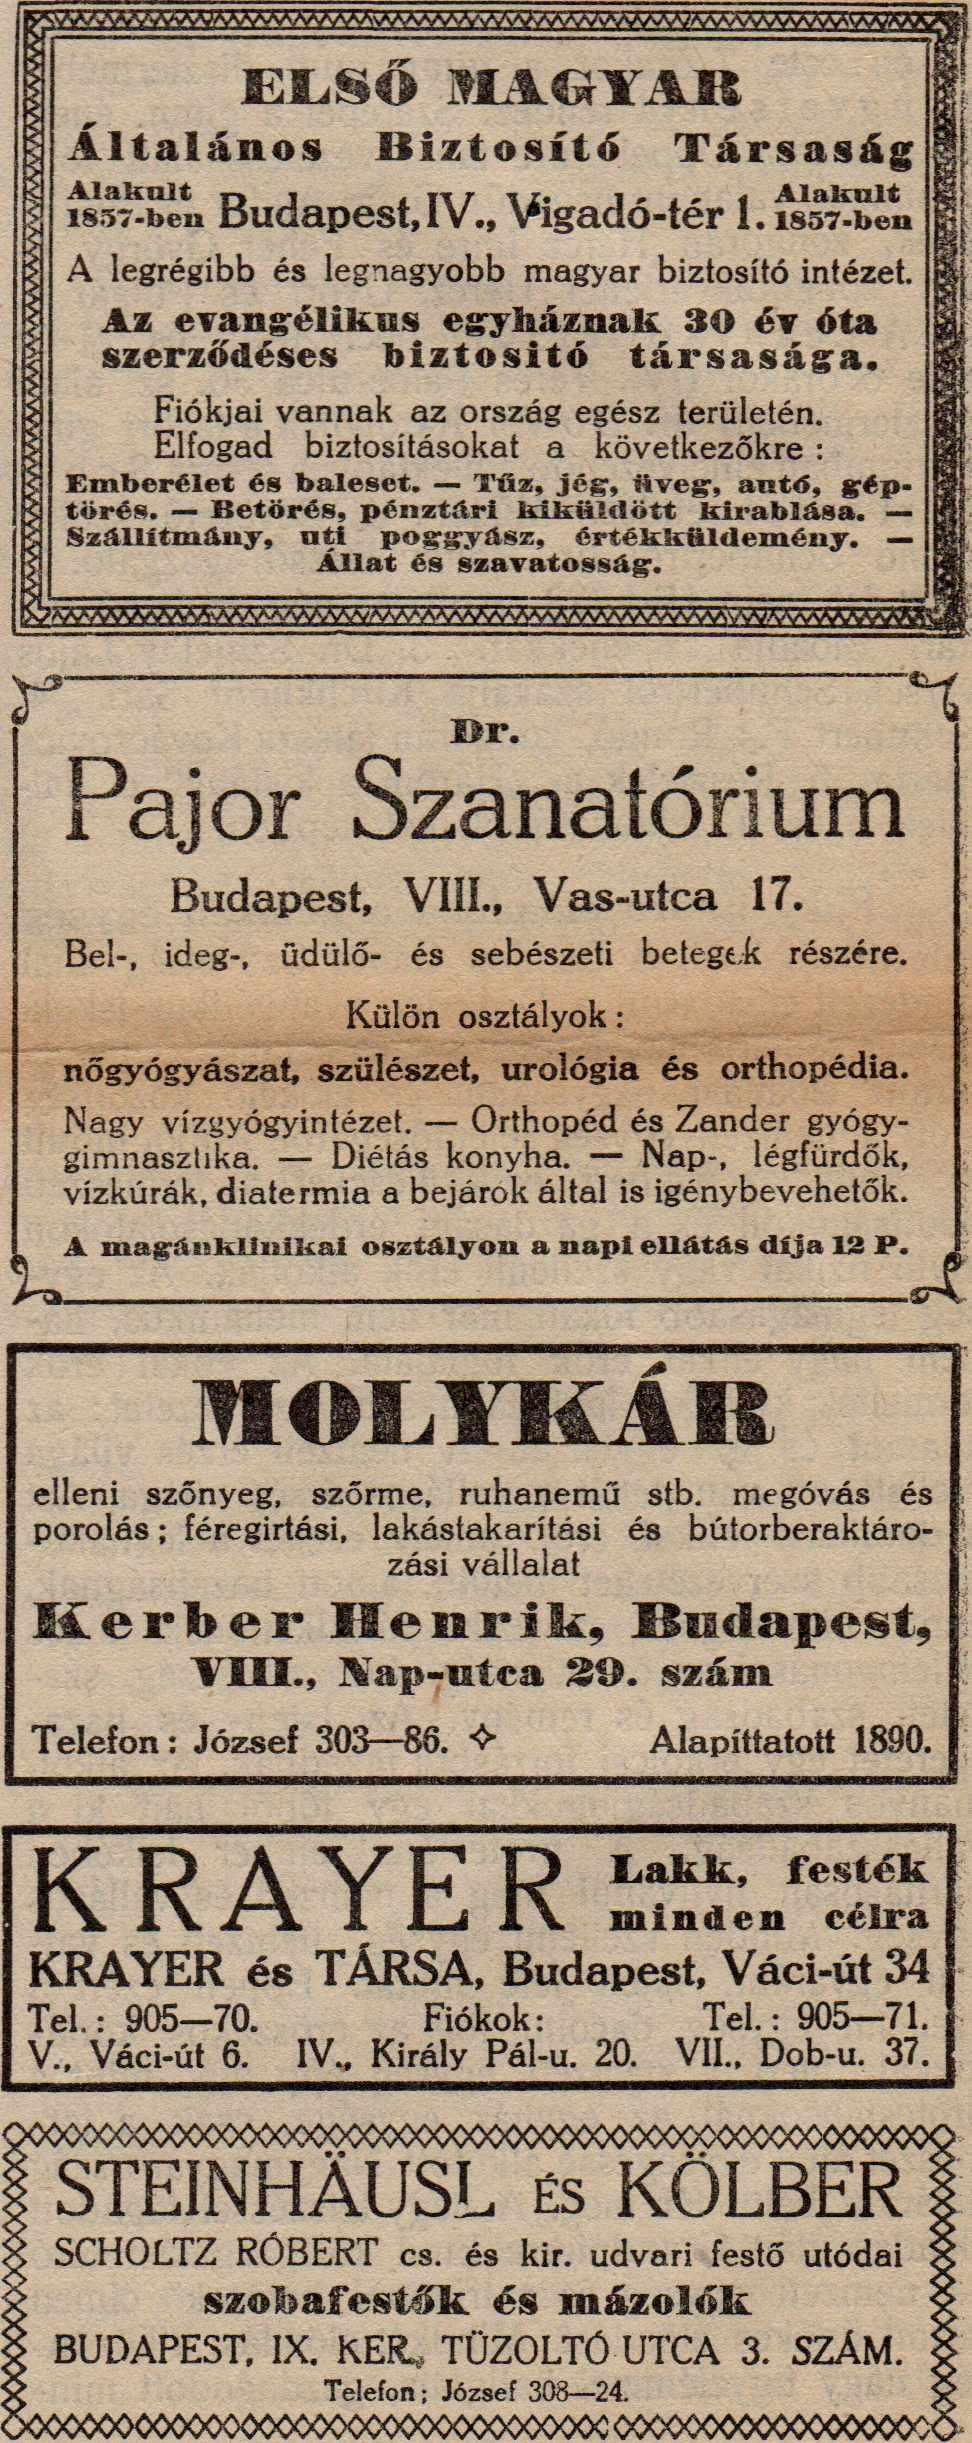 ELSŐ MAGYAR
Általános Biztosító Társaság
Alakult 1857-ben Budapest, IV., Vigadó-tér 1. Alakult 1857-ben
A legrégibb és legnagyobb magyar biztosító intézet.
Az evangélikus egyháznak 30 év óta
szerződéses biztositó társasága.
Fiókjai vannak az ország egész területén.
Elfogad biztosításokat a következőkre :
Emberélet és baleset. — Tűz, jég, üveg, autó, gép-
törés. — Betörés, pénztári kiküldött kirablása. —
Szállítmány, uti poggyász, értékküldemény. —
Állat és szavatosság.
Dr.
Pajor Szanatórium
Budapest, VIII., Vas-utca 17.
Bel-, ideg-, üdülő- és sebészeti betegek részére.
Külön osztályok :
nőgyógyászat, szülészet, urológia és orthopédia.
Nagy vízgyógyintézet. — Orthopéd és Zander gyógy-
gimnasztika. — Diétás konyha. — Nap-, légfürdők,
vízkúrák, diatermia a bejárók által is igénybevehetők.
A magánklinikai osztályon a napi ellátás díja 12 P.
MOLYKÁR
elleni szőnyeg, szőrme, ruhanemű stb. megóvás és
porolás ; féregirtási, lakástakarítási és bútorberaktáro-
zási vállalat
Kerber Henrik, Budapest,
VIII., Nap-utca 29. szám
Telefon : József 303—86. ✧ Alapíttatott 1890.
KRAYER Lakk, festék
minden célra
KRAYER és TÁRSA, Budapest, Váci-út 34
Tel. : 905—70. Fiókok: Tel. : 905—71.
V., Váci-út 6. IV., Király Pál-u. 20. VII., Dob-u. 37.
STEINHÄUSL ÉS KÖLBER
SCHOLTZ RÓBERT cs. és kir. udvari festő utódai
szobafestők és mázolók
BUDAPEST, IX. KER., TÜZOLTÓ UTCA 3. SZÁM.
Telefon ; József 308—24.